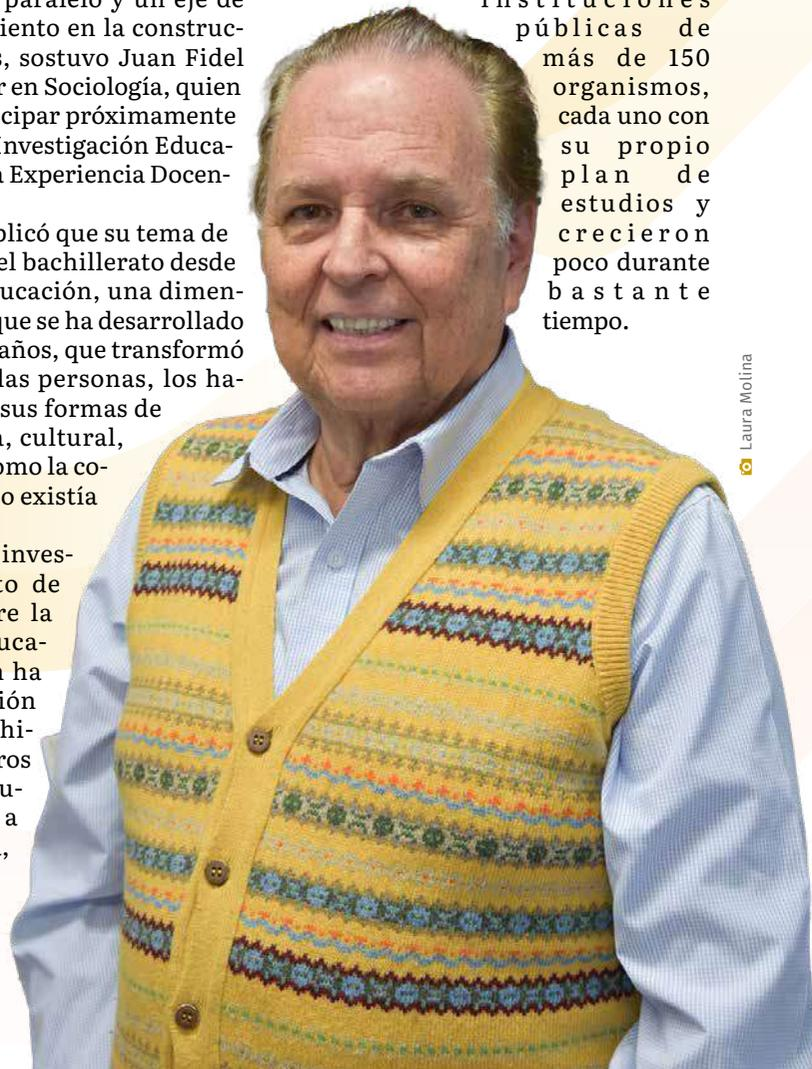 paralelo y un eje de
iento en la construc-
s, sostuvo Juan Fidel
r en Sociología, quien
cipar próximamente
nvestigación Educa-
a Experiencia Docen-
plicó que su tema de
el bachillerato desde
ucación, una dimen-
que se ha desarrollado
años, que transformó
las personas, los ha-
sus formas de
, cultural,
omo la co-
o existía
inves-
to de
re la
uca-
n ha
ión
hi-
ros
u-
a
instituciones
públicas de
más de 150
organismos,
cada uno con
su propio
plan de
estudios y
crecieron
poco durante
bastante
tiempo.
Laura Molina